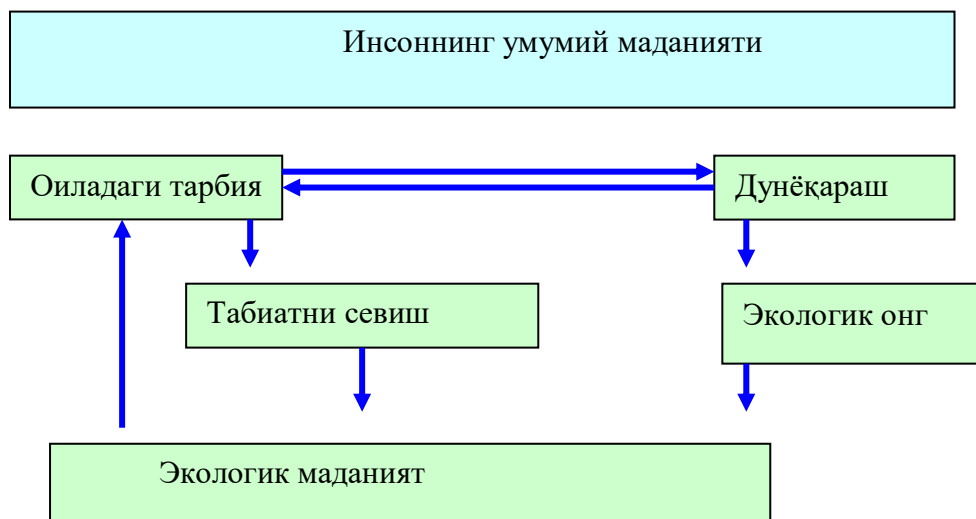 Инсоннинг умумий маданияти
Оиладаги тарбия
Дунёқараш
Табиатни севиш
Экологик онг
Экологик маданият